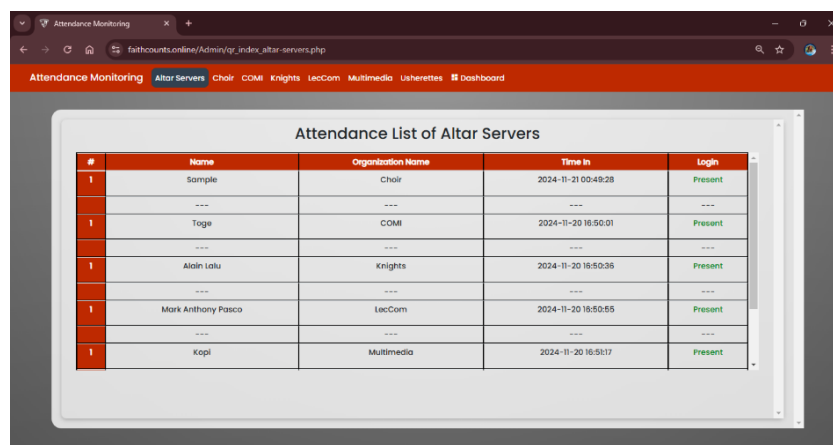 Attendance Monitoring
faithcounts.online/Admin/qr_index_altar-servers.php
Attendance Monitoring Altar Servers Choir COMI Knights LecCom Multimedia Usherettes Dashboard
Attendance List of Altar Servers
# Name Organization Name Time In Login
1 Sample Choir 2024-11-21 00:49:28 Present
--- --- --- ---
1 Toge COMI 2024-11-20 16:50:01 Present
--- --- --- ---
1 Alain Lalu Knights 2024-11-20 16:50:36 Present
--- --- --- ---
1 Mark Anthony Pasco LecCom 2024-11-20 16:50:55 Present
--- --- --- ---
1 Kopi Multimedia 2024-11-20 16:51:17 Present